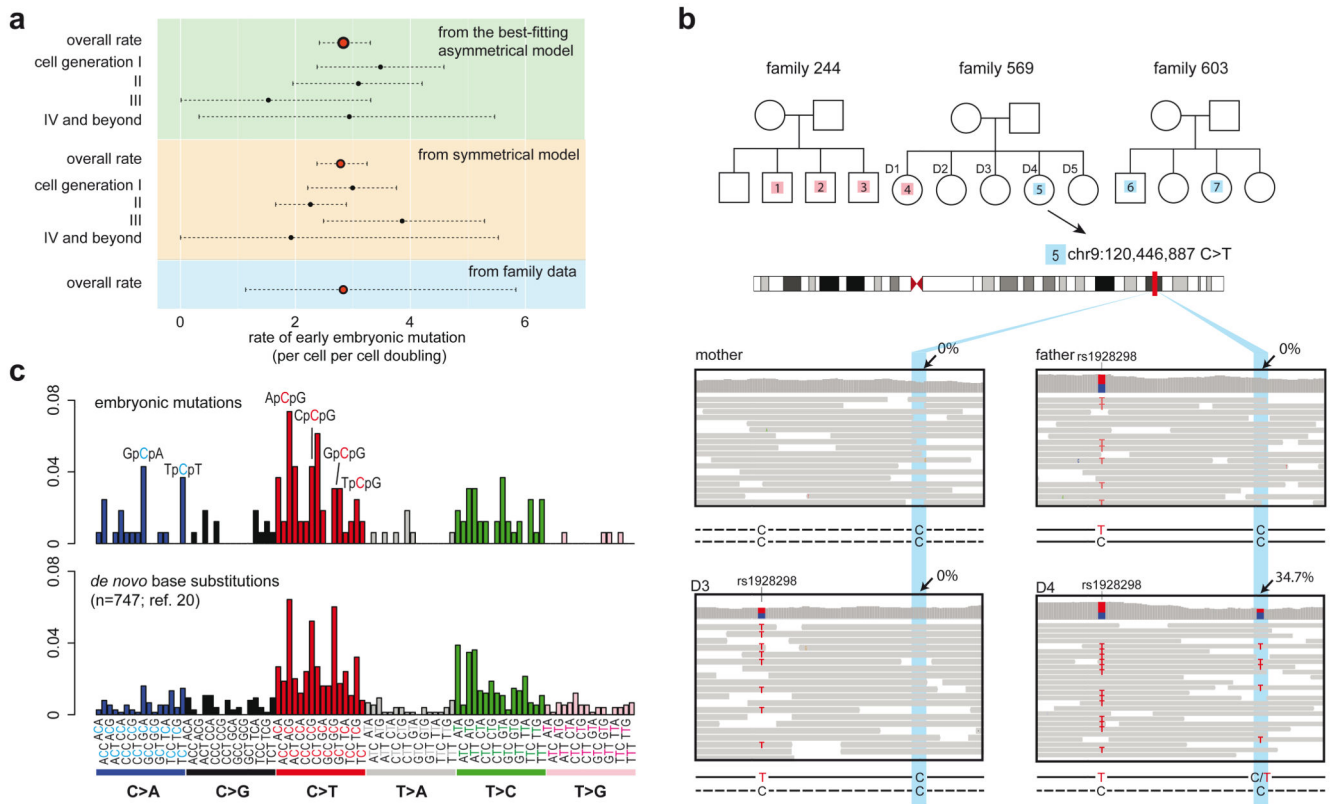 a
overall rate
from the best-fitting
asymmetrical model
cell generation I
II
III
IV and beyond
overall rate
from symmetrical model
cell generation I
II
III
IV and beyond
from family data
overall rate
0 2 4 6
rate of early embryonic mutation
(per cell per cell doubling)
b
family 244 family 569 family 603
D1 D2 D3 D4 D5
1 2 3 4 5 6 7
5 chr9:120,446,887 C>T
mother 0%
father rs1928298 0%
T
T
T
T
T
T
C C
C C
T C
C C
D3 rs1928298 0%
D4 rs1928298 34.7%
T C
C C
T C/T
C C
c
0.08
0.04
0
embryonic mutations
GpCpA
TpCpT
ApCpG
CpCpG
GpCpG
TpCpG
0.08
0.04
0
de novo base substitutions
(n=747; ref. 20)
C>A C>G C>T T>A T>C T>G